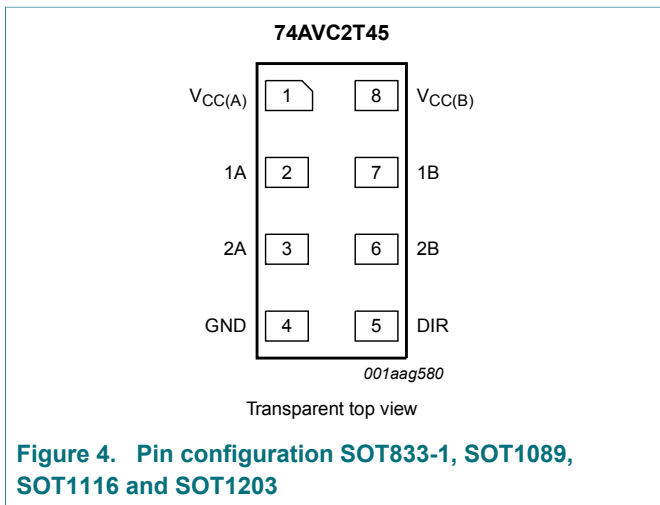 74AVC2T45
VCC(A) 1 8 VCC(B)
1A 2 7 1B
2A 3 6 2B
GND 4 5 DIR
001aag580
Transparent top view
Figure 4. Pin configuration SOT833-1, SOT1089,
SOT1116 and SOT1203